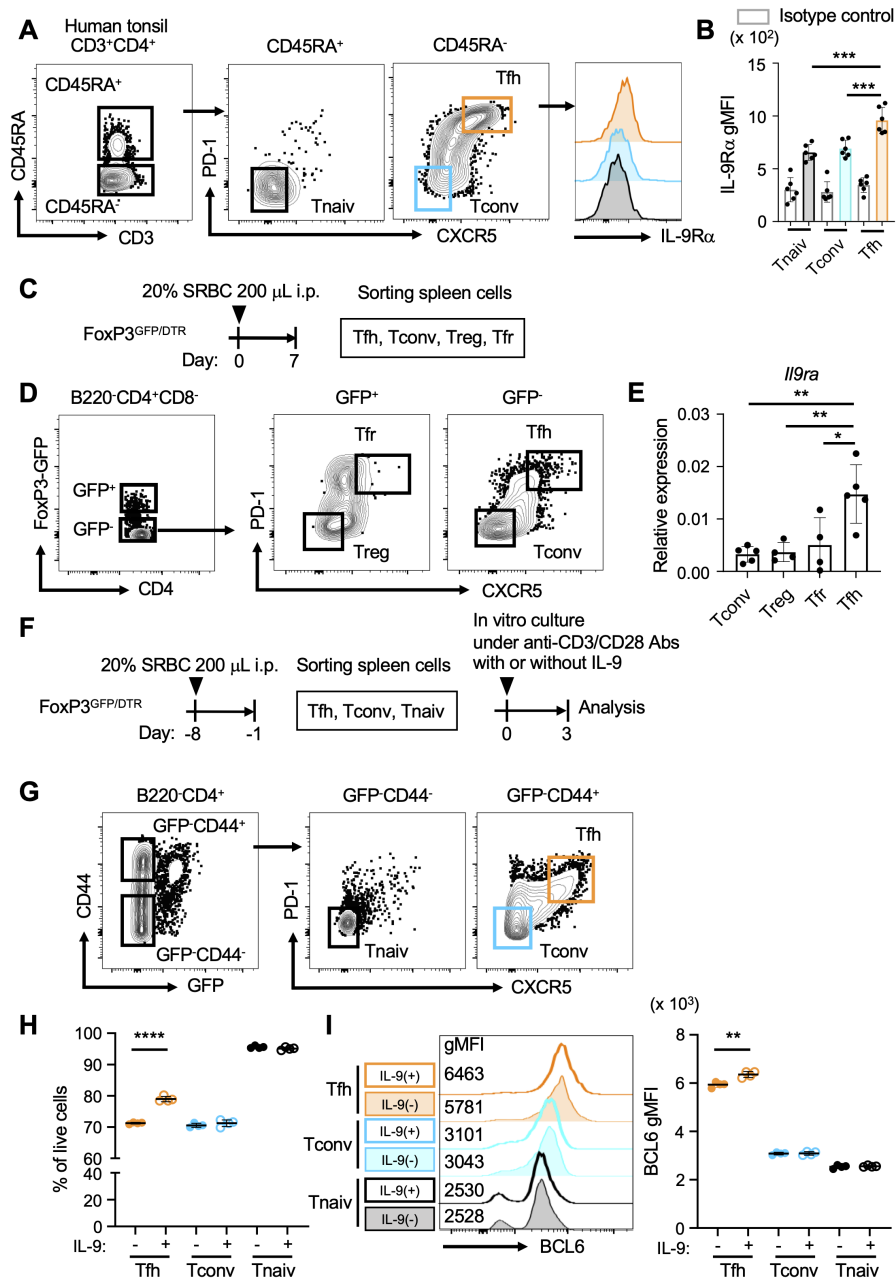 A
Human tonsil
CD3⁺CD4⁺
CD45RA⁺
CD45RA⁻
CD45RA⁺
CD45RA
CD45RA⁻
CD3
PD-1
Tnaiv
Tfh
Tconv
CXCR5
IL-9Rα
B
Isotype control
(x 10²)
IL-9Rα gMFI
15
10
5
0
***
***
Tnaiv
Tconv
Tfh
C
20% SRBC 200 μL i.p.
Sorting spleen cells
FoxP3ᴳᶠᴾ/ᴰᵀᴿ
Tfh, Tconv, Treg, Tfr
Day: 0 7
D
B220⁻CD4⁺CD8⁻
GFP⁺
GFP⁻
FoxP3-GFP
GFP⁺
GFP⁻
CD4
PD-1
Tfr
Treg
Tfh
Tconv
CXCR5
E
Il9ra
**
**
*
Relative expression
0.03
0.02
0.01
0.00
Tconv
Treg
Tfr
Tfh
F
20% SRBC 200 μL i.p.
Sorting spleen cells
In vitro culture
under anti-CD3/CD28 Abs
with or without IL-9
FoxP3ᴳᶠᴾ/ᴰᵀᴿ
Tfh, Tconv, Tnaiv
Analysis
Day: -8 -1 0 3
G
B220⁻CD4⁺
GFP⁻CD44⁻
GFP⁻CD44⁺
GFP⁻CD44⁺
CD44
GFP⁻CD44⁻
GFP
PD-1
Tnaiv
Tfh
Tconv
CXCR5
H
% of live cells
100
90
80
70
60
40
20
0
****
IL-9: - + - + - +
Tfh Tconv Tnaiv
I
gMFI
Tfh
IL-9(+) 6463
IL-9(-) 5781
Tconv
IL-9(+) 3101
IL-9(-) 3043
Tnaiv
IL-9(+) 2530
IL-9(-) 2528
BCL6
(x 10³)
BCL6 gMFI
8
6
4
2
0
**
IL-9: - + - + - +
Tfh Tconv Tnaiv